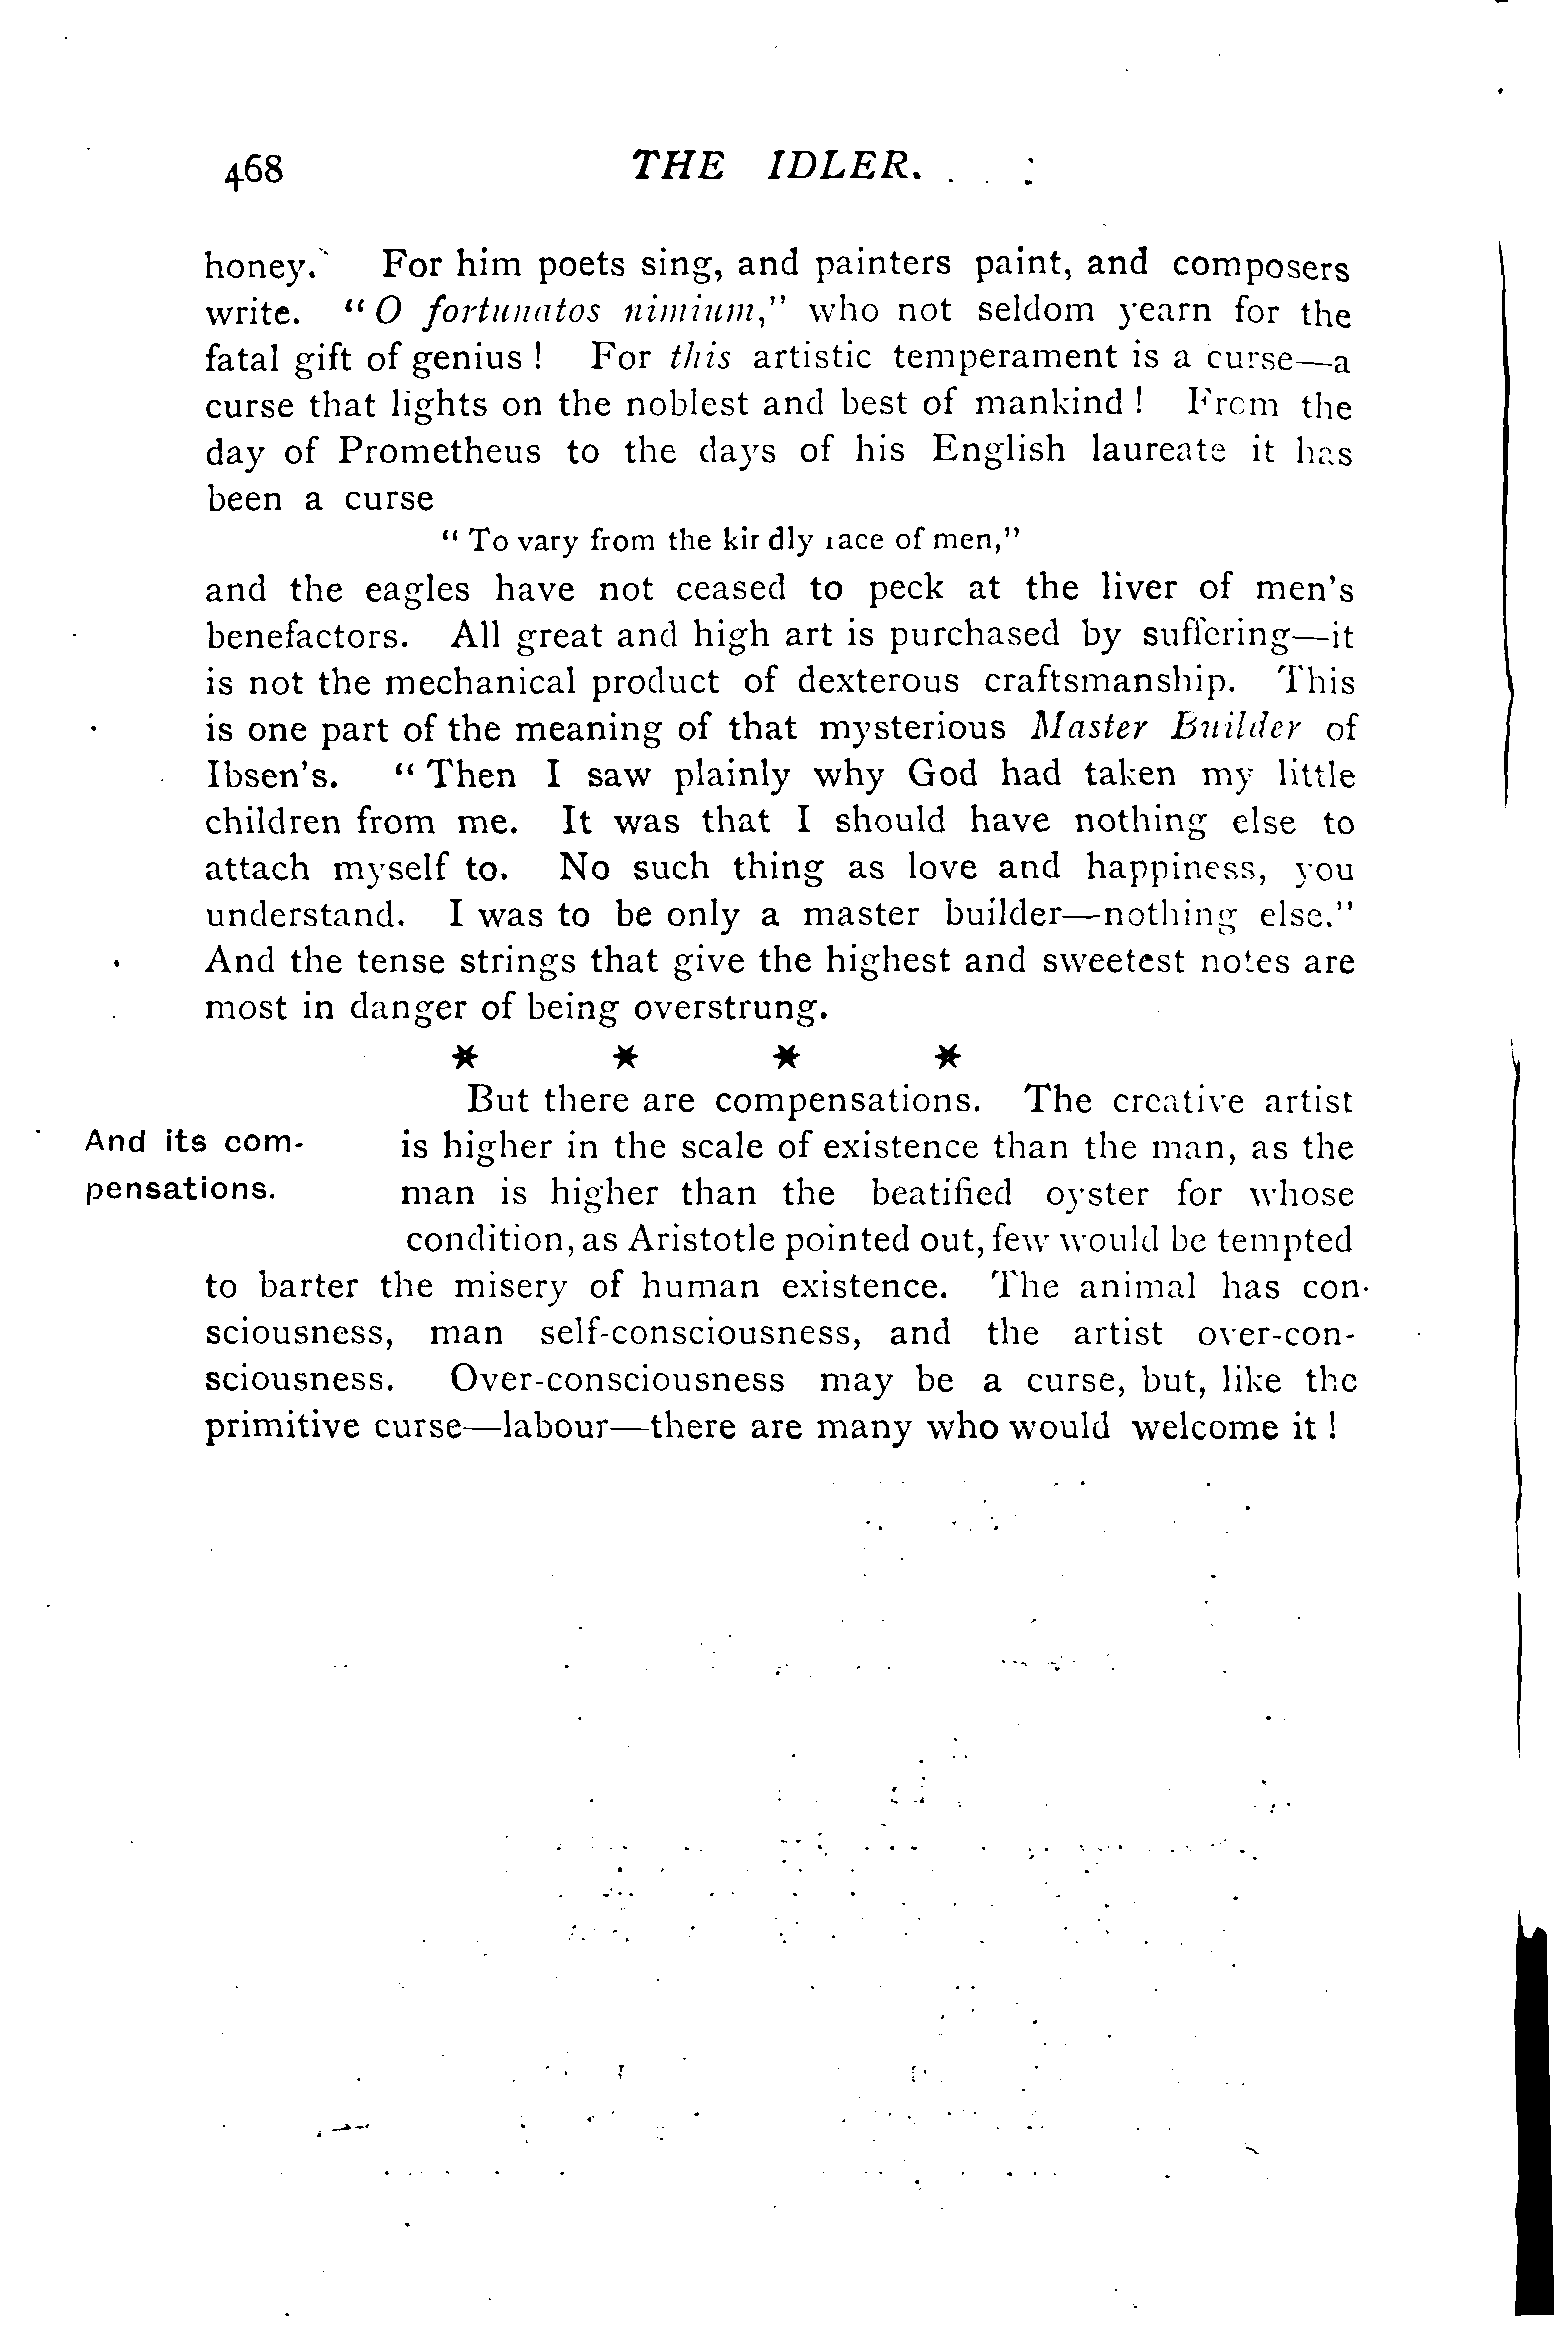 468 THE IDLER.
honey. For him poets sing, and painters paint, and composers
write. “O fortunatos nimium,” who not seldom yearn for the
fatal gift of genius! For this artistic temperament is a curse—a
curse that lights on the noblest and best of mankind! From the
day of Prometheus to the days of his English laureate it has
been a curse
“To vary from the kindly race of men,”
and the eagles have not ceased to peck at the liver of men's
benefactors. All great and high art is purchased by suffering—it
is not the mechanical product of dexterous craftsmanship. This
is one part of the meaning of that mysterious Master Builder of
Ibsen's. “Then I saw plainly why God had taken my little
children from me. It was that I should have nothing else to
attach myself to. No such thing as love and happiness, you
understand. I was to be only a master builder—nothing else.”
And the tense strings that give the highest and sweetest notes are
most in danger of being overstrung.
* * * *
But there are compensations. The creative artist
And its com-
pensations.
is higher in the scale of existence than the man, as the
man is higher than the beatified oyster for whose
condition, as Aristotle pointed out, few would be tempted
to barter the misery of human existence. The animal has con-
sciousness, man self-consciousness, and the artist over-con-
sciousness. Over-consciousness may be a curse, but, like the
primitive curse—labour—there are many who would welcome it!